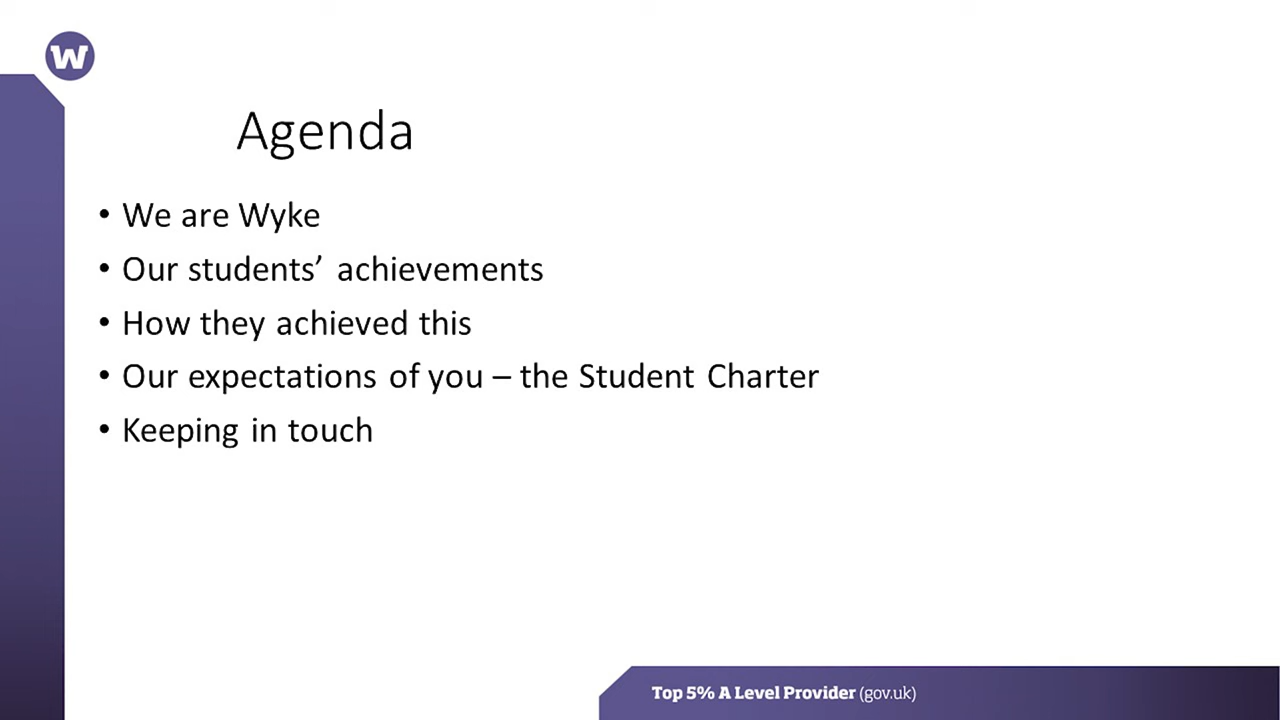 W
Agenda
• We are Wyke
• Our students’ achievements
• How they achieved this
• Our expectations of you – the Student Charter
• Keeping in touch
Top 5% A Level Provider (gov.uk)